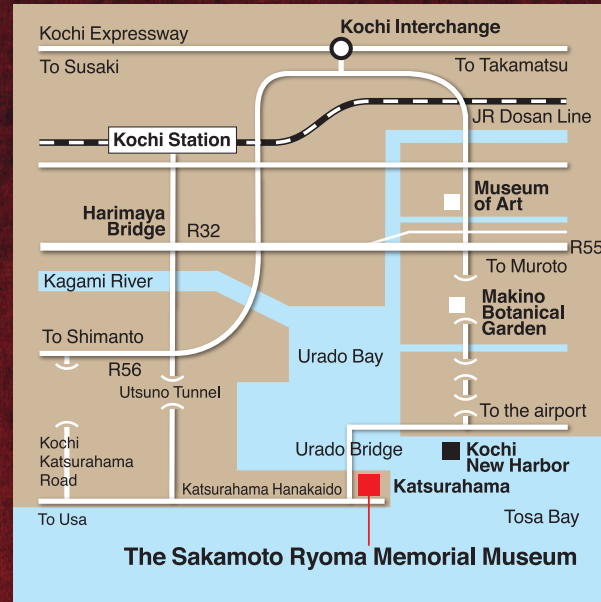 Kochi Expressway
Kochi Interchange
To Susaki
To Takamatsu
JR Dosan Line
Kochi Station
Museum
of Art
Harimaya
Bridge
R32
R55
To Muroto
Kagami River
Makino
Botanical
Garden
To Shimanto
Urado Bay
R56
Utsuno Tunnel
To the airport
Kochi
Katsurahama
Road
Urado Bridge
Kochi
New Harbor
Katsurahama Hanakaido
Katsurahama
To Usa
Tosa Bay
The Sakamoto Ryoma Memorial Museum